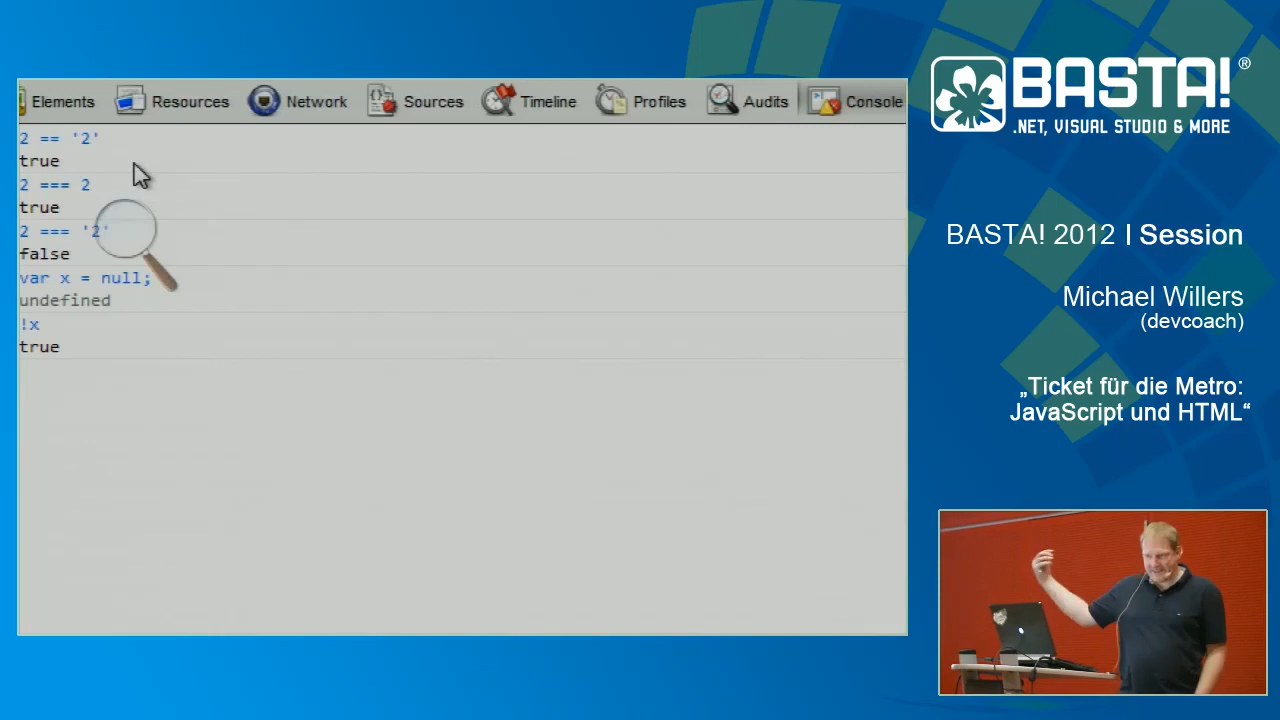 Elements Resources Network Sources Timeline Profiles Audits Console
2 == '2'
true
2 === 2
true
2 === '2'
false
var x = null;
undefined
!x
true
BASTA! ®
.NET, VISUAL STUDIO & MORE
BASTA! 2012 | Session
Michael Willers
(devcoach)
„Ticket für die Metro:
JavaScript und HTML“